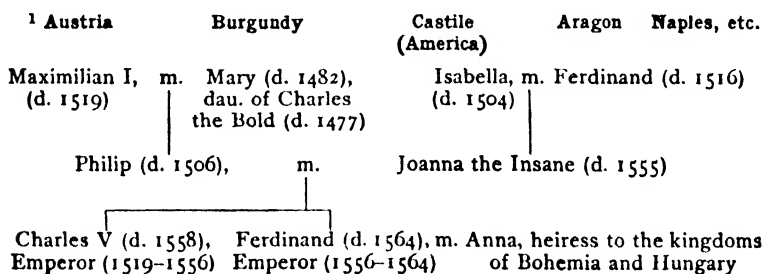 ¹ Austria Burgundy Castile Aragon Naples, etc.
(America)
Maximilian I, m. Mary (d. 1482), Isabella, m. Ferdinand (d. 1516)
(d. 1519) dau. of Charles (d. 1504)
the Bold (d. 1477)
Philip (d. 1506), m. Joanna the Insane (d. 1555)
Charles V (d. 1558), Ferdinand (d. 1564), m. Anna, heiress to the kingdoms
Emperor (1519–1556) Emperor (1556–1564) of Bohemia and Hungary